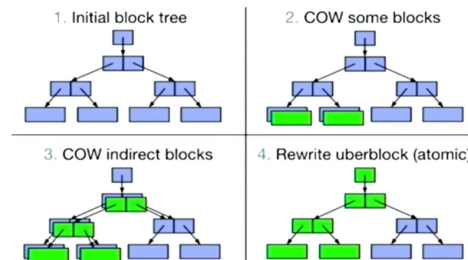 1. Initial block tree
2. COW some blocks
3. COW indirect blocks
4. Rewrite uberblock (atomic)